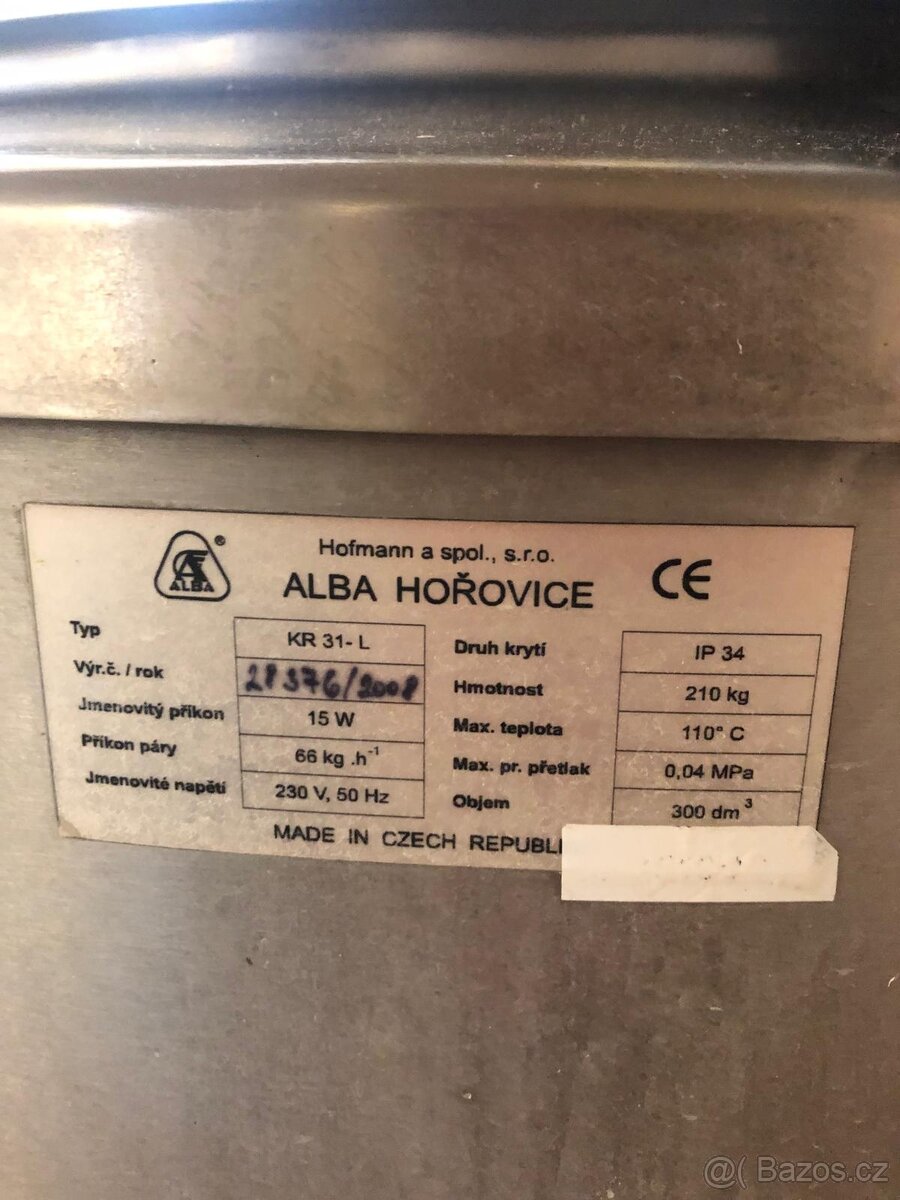 ALBA ®
Hofmann a spol., s.r.o.
ALBA HOŘOVICE
CE
Typ KR 31- L
Výr.č. / rok 28376/2008
Jmenovitý příkon 15 W
Příkon páry 66 kg .h⁻¹
Jmenovité napětí 230 V, 50 Hz
Druh krytí IP 34
Hmotnost 210 kg
Max. teplota 110° C
Max. pr. přetlak 0,04 MPa
Objem 300 dm³
MADE IN CZECH REPUBLI
@( Bazos.cz